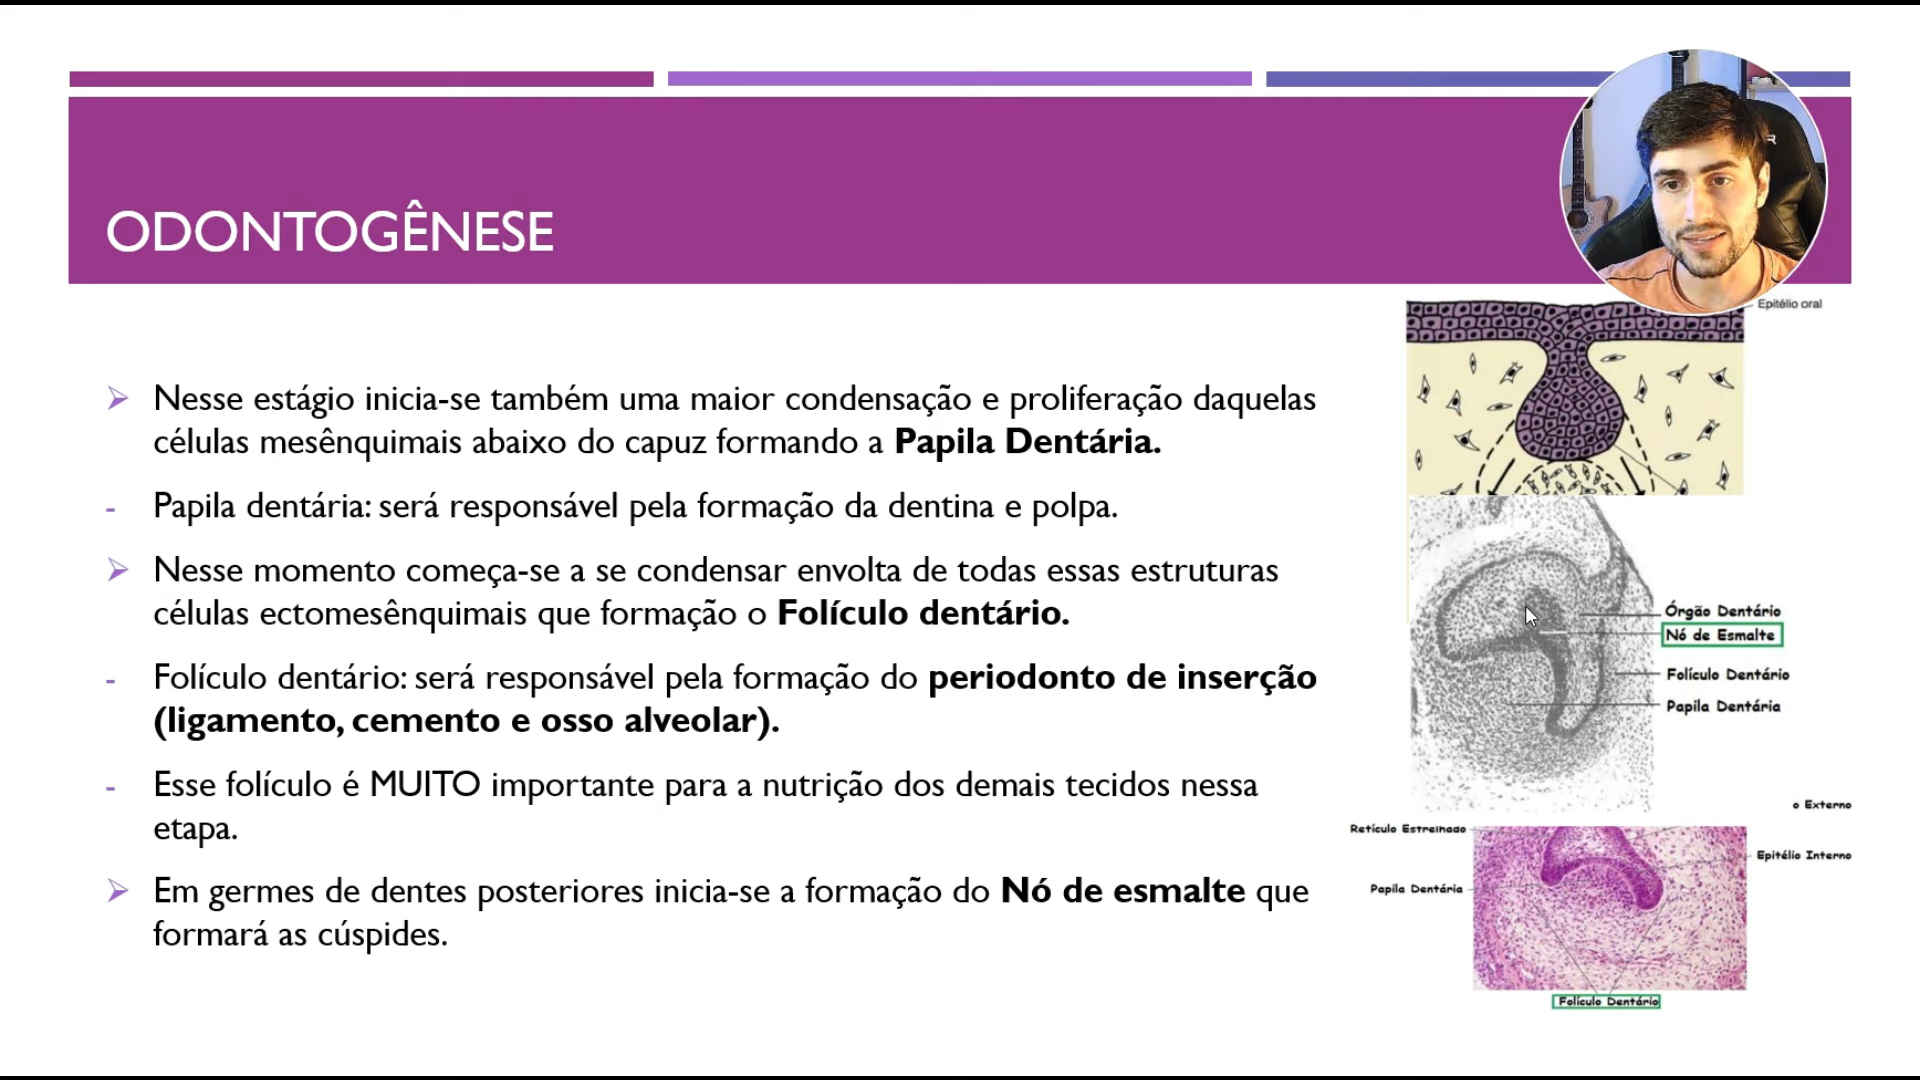 ODONTOGÊNESE
Epitélio oral
Nesse estágio inicia-se também uma maior condensação e proliferação daquelas
células mesênquimais abaixo do capuz formando a Papila Dentária.
- Papila dentária: será responsável pela formação da dentina e polpa.
Nesse momento começa-se a se condensar envolta de todas essas estruturas
células ectomesênquimais que formação o Folículo dentário.
- Folículo dentário: será responsável pela formação do periodonto de inserção
(ligamento, cemento e osso alveolar).
- Esse folículo é MUITO importante para a nutrição dos demais tecidos nessa
etapa.
Em germes de dentes posteriores inicia-se a formação do Nó de esmalte que
formará as cúspides.
Órgão Dentário
Nó de Esmalte
Folículo Dentário
Papila Dentária
o Externo
Retículo Estrelhado
Epitélio Interno
Papila Dentária
Folículo Dentário